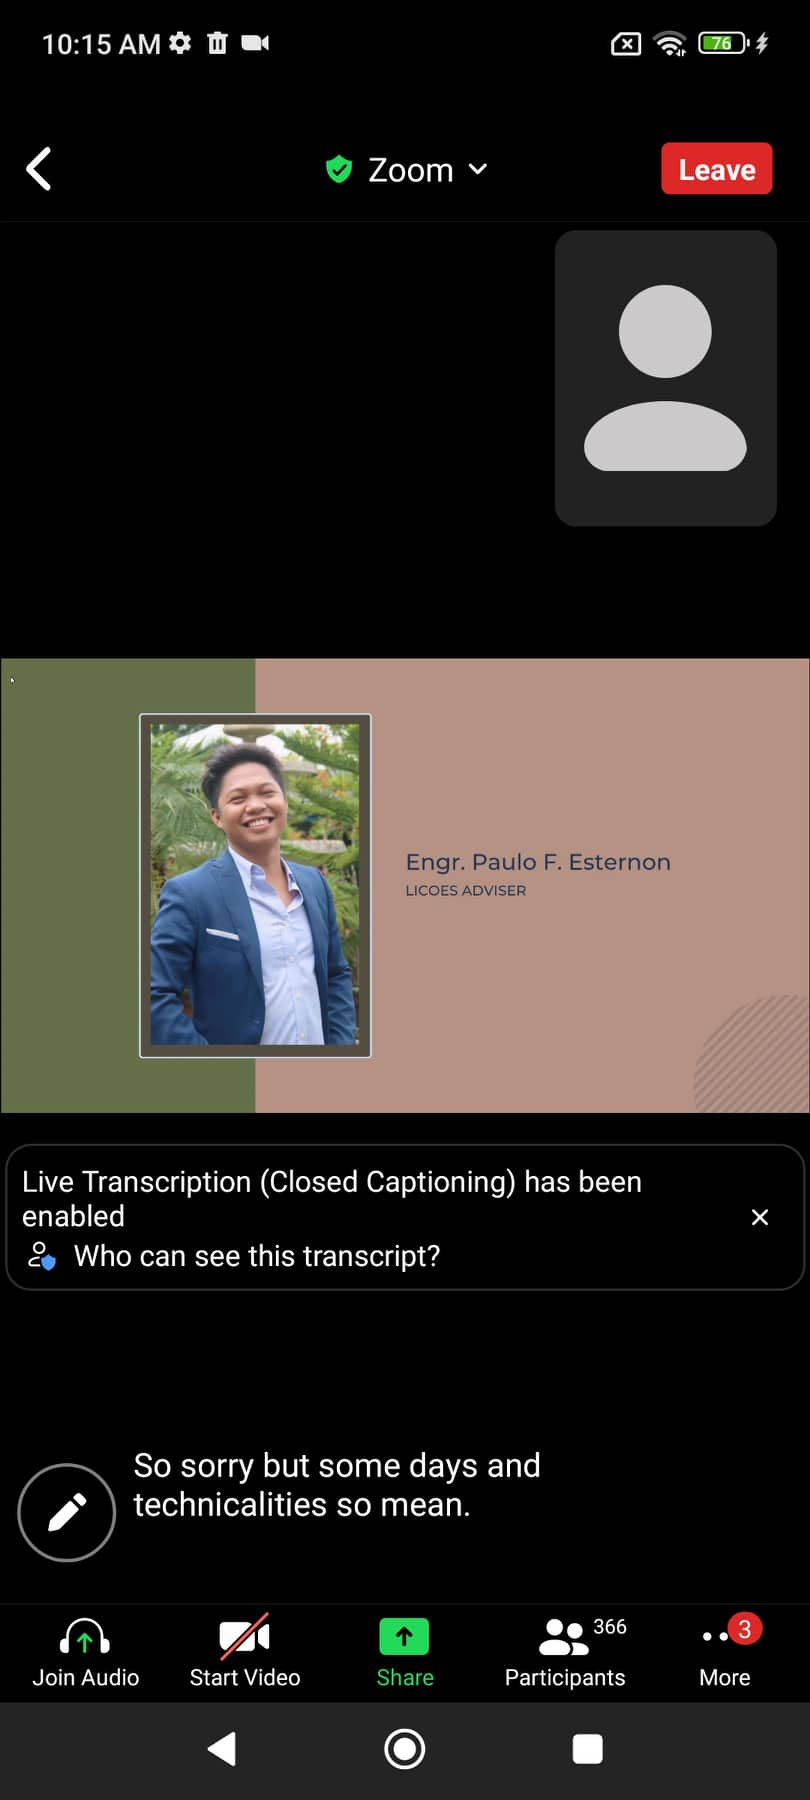 10:15 AM
76
Zoom
Leave
Engr. Paulo F. Esternon
LICOES ADVISER
Live Transcription (Closed Captioning) has been
enabled
Who can see this transcript?
So sorry but some days and
technicalities so mean.
366
3
Join Audio
Start Video
Share
Participants
More